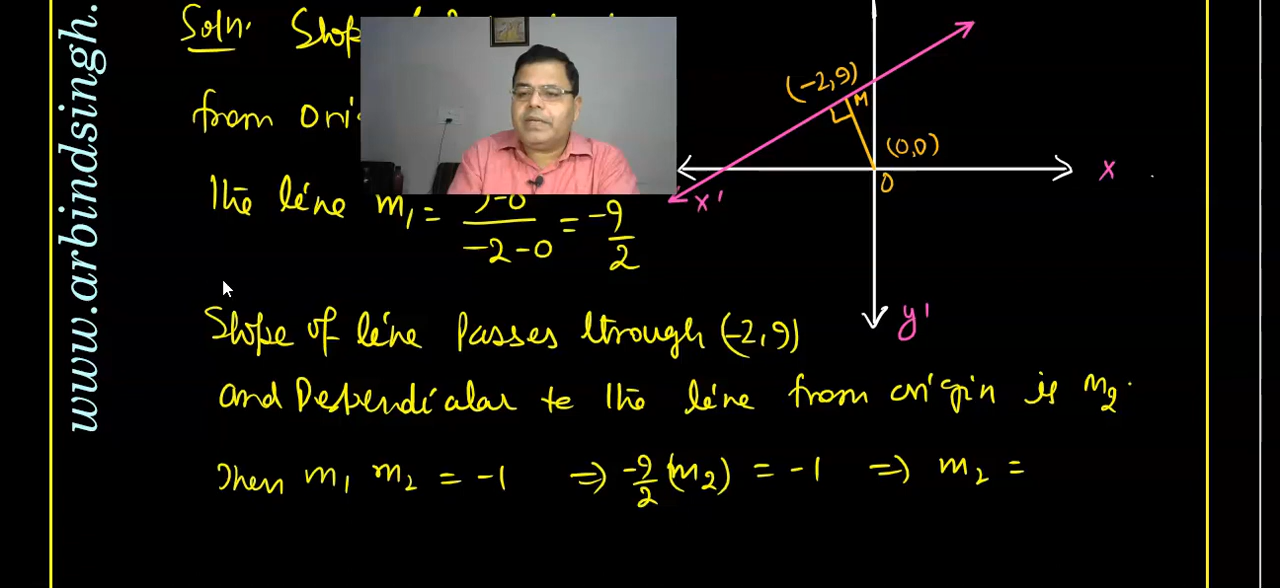 www.arbindsingh.
Soln. Slope
from ori
The line m₁ = 9-0/-2-0 = -9/2
(-2,9)
M
(0,0)
O
X
X'
y'
Slope of line Passes through (-2,9)
and Perpendicular to the line from origin is m₂.
Then m₁ m₂ = -1 ⇒ -9/2 (m₂) = -1 ⇒ m₂ =